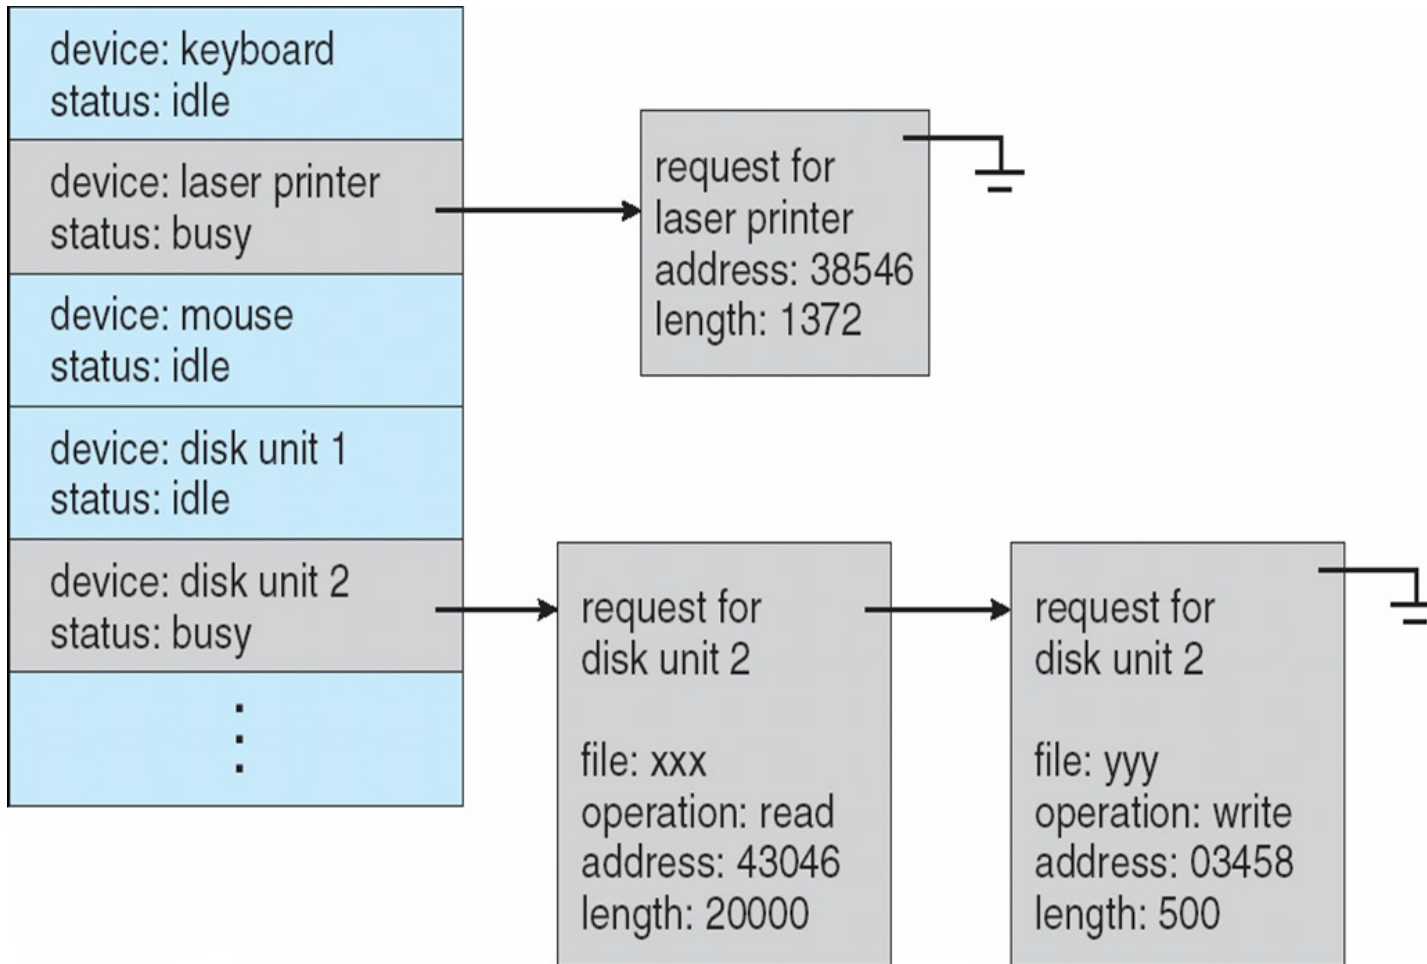 device: keyboard
status: idle
device: laser printer
status: busy
request for
laser printer
address: 38546
length: 1372
device: mouse
status: idle
device: disk unit 1
status: idle
device: disk unit 2
status: busy
request for
disk unit 2
file: xxx
operation: read
address: 43046
length: 20000
request for
disk unit 2
file: yyy
operation: write
address: 03458
length: 500